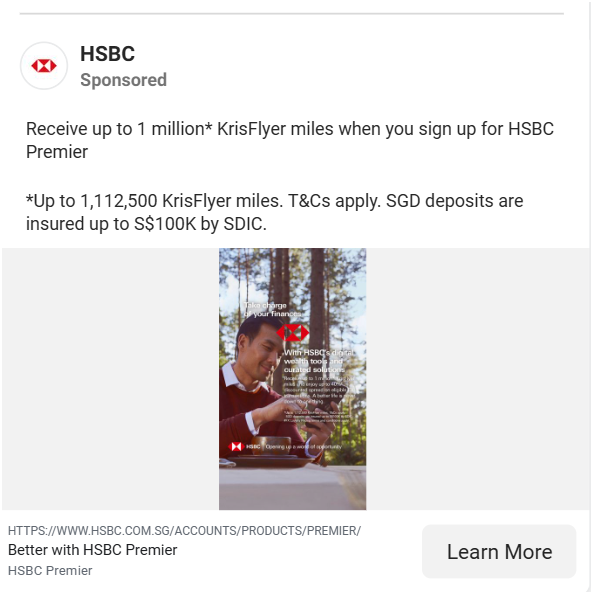 HSBC
Sponsored
Receive up to 1 million* KrisFlyer miles when you sign up for HSBC
Premier
*Up to 1,112,500 KrisFlyer miles. T&Cs apply. SGD deposits are
insured up to S$100K by SDIC.
Take charge
of your finances
With HSBC's digital
wealth tools and
curated solutions
HSBC | Opening up a world of opportunity
HTTPS://WWW.HSBC.COM.SG/ACCOUNTS/PRODUCTS/PREMIER/
Better with HSBC Premier
HSBC Premier
Learn More